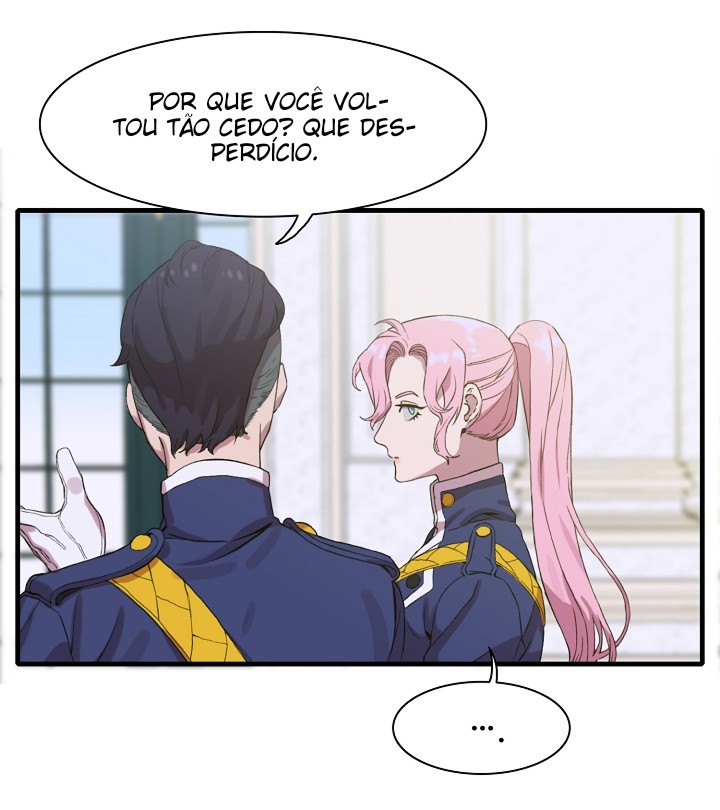 POR QUE VOCÊ VOL-
TOU TÃO CEDO? QUE DES-
PERDÍCIO.
....